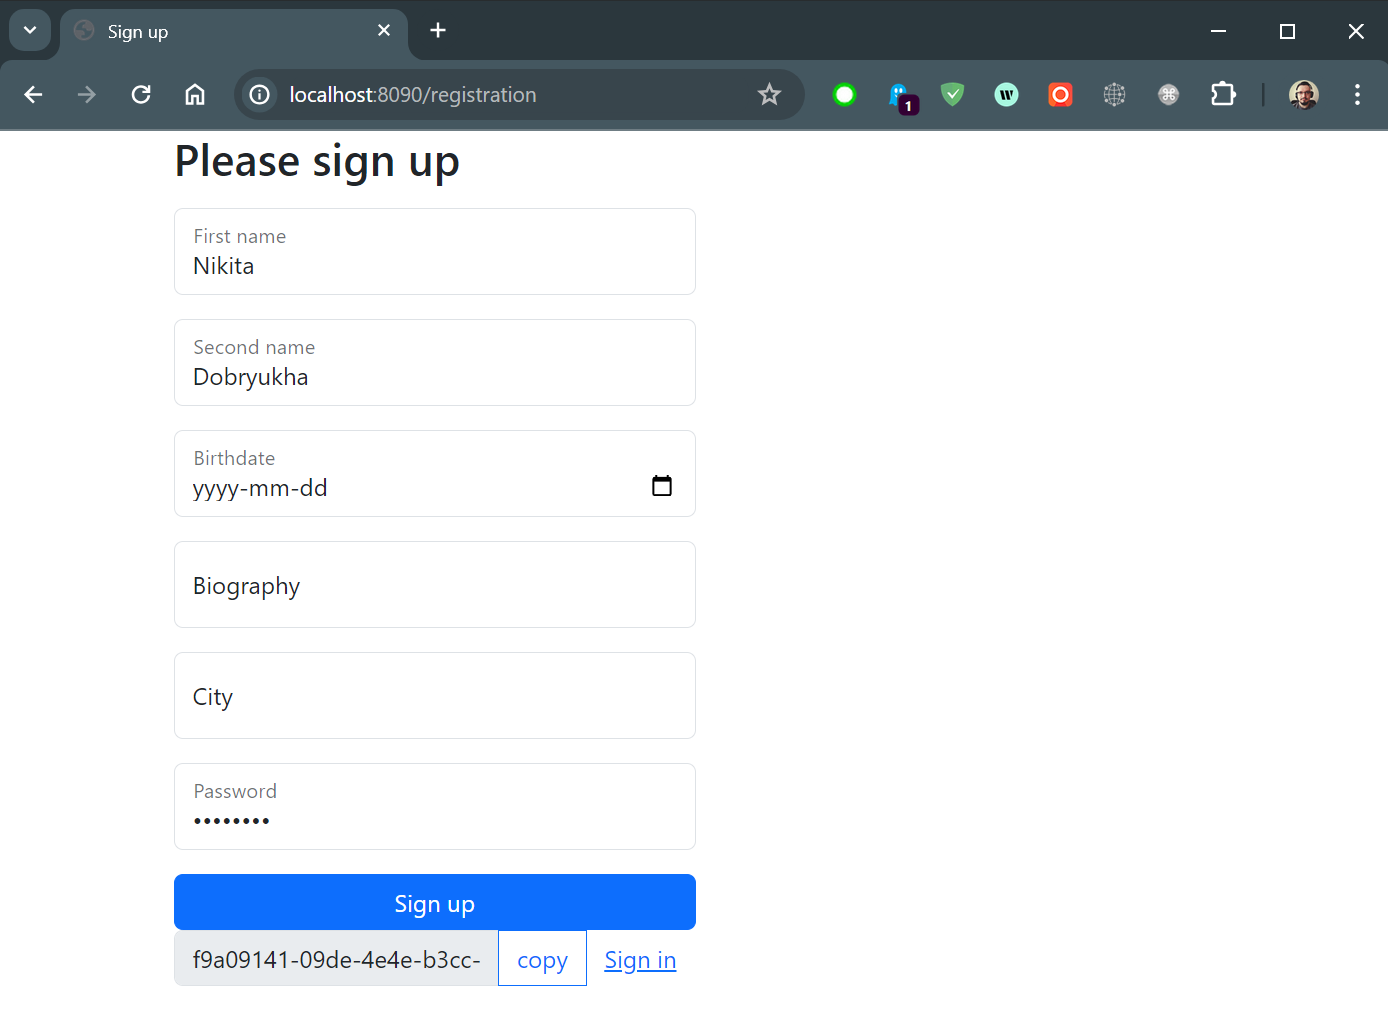 Sign up
localhost:8090/registration
1
Please sign up
First name
Nikita
Second name
Dobryukha
Birthdate
yyyy-mm-dd
Biography
City
Password
••••••••
Sign up
f9a09141-09de-4e4e-b3cc-
copy
Sign in